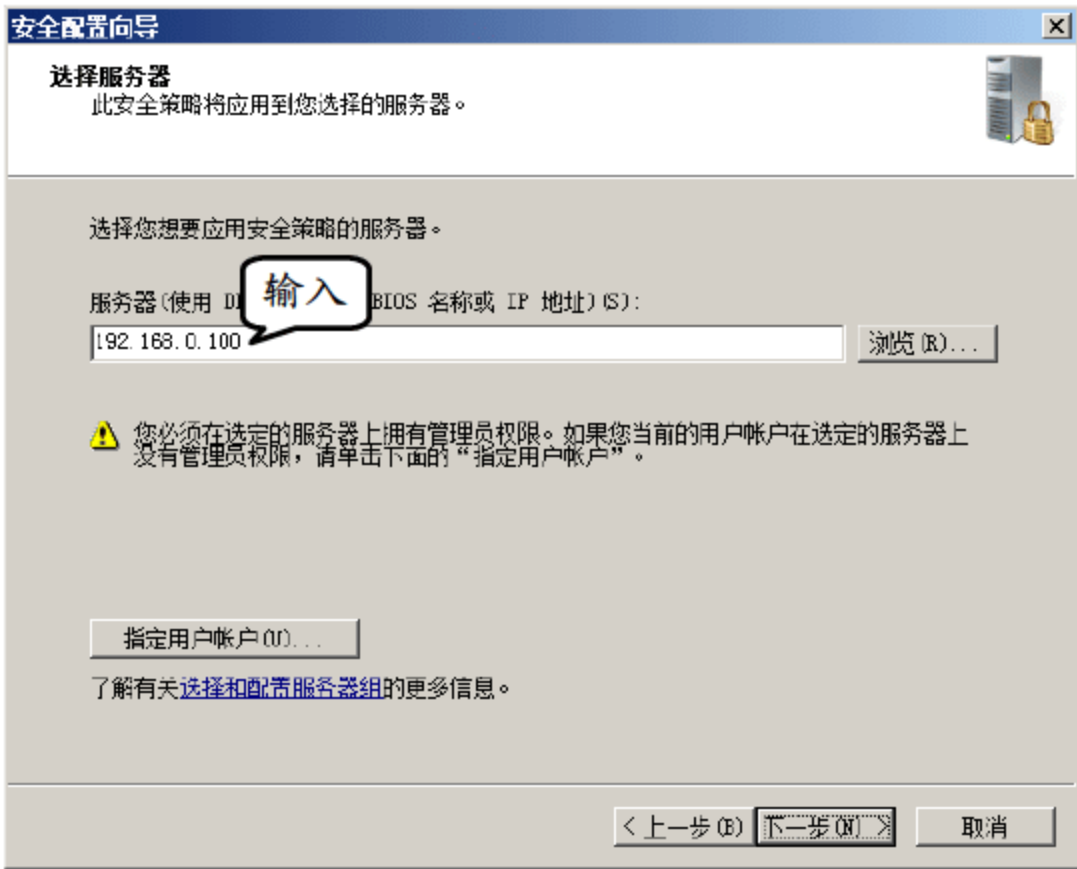 安全配置向导
选择服务器
此安全策略将应用到您选择的服务器。
选择您想要应用安全策略的服务器。
输入
服务器(使用 D BIOS 名称或 IP 地址)(S):
192.168.0.100
浏览(R)...
您必须在选定的服务器上拥有管理员权限。如果您当前的用户帐户在选定的服务器上
没有管理员权限，请单击下面的“指定用户帐户”。
指定用户帐户(U)...
了解有关选择和配置服务器组的更多信息。
< 上一步(B)
下一步(N) >
取消